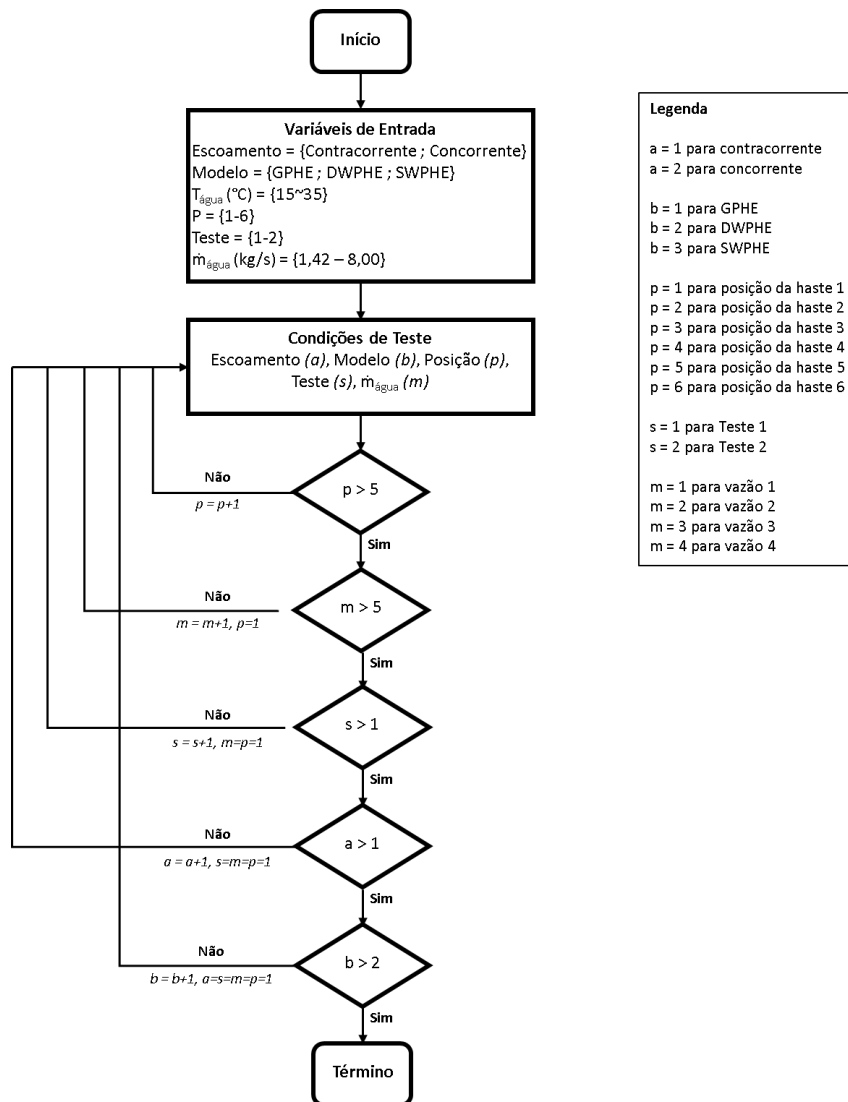 Início
Variáveis de Entrada
Escoamento = {Contracorrente ; Concorrente}
Modelo = {GPHE ; DWPHE ; SWPHE}
Tágua (°C) = {15~35}
P = {1-6}
Teste = {1-2}
ṁágua (kg/s) = {1,42 – 8,00}
Condições de Teste
Escoamento (a), Modelo (b), Posição (p),
Teste (s), ṁágua (m)
Não
p = p+1
p > 5
Sim
Não
m = m+1, p=1
m > 5
Sim
Não
s = s+1, m=p=1
s > 1
Sim
Não
a = a+1, s=m=p=1
a > 1
Sim
Não
b = b+1, a=s=m=p=1
b > 2
Sim
Término
Legenda
a = 1 para contracorrente
a = 2 para concorrente
b = 1 para GPHE
b = 2 para DWPHE
b = 3 para SWPHE
p = 1 para posição da haste 1
p = 2 para posição da haste 2
p = 3 para posição da haste 3
p = 4 para posição da haste 4
p = 5 para posição da haste 5
p = 6 para posição da haste 6
s = 1 para Teste 1
s = 2 para Teste 2
m = 1 para vazão 1
m = 2 para vazão 2
m = 3 para vazão 3
m = 4 para vazão 4